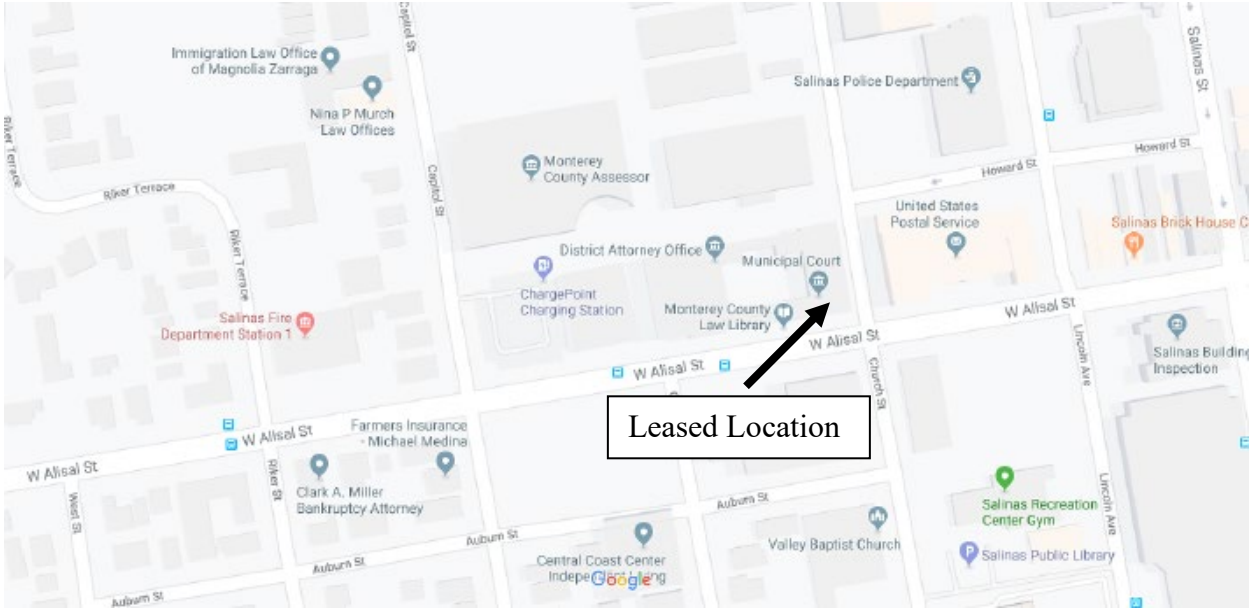 Capitol St
Salinas St
Immigration Law Office
of Magnolia Zarraga
Salinas Police Department
Nina P Murch
Law Offices
Riker Terrace
Monterey
County Assessor
Howard St
Howard St
Riker Terrace
Capitol St
United States
Postal Service
Salinas Brick House C
Riker Terrace
District Attorney Office
Municipal Court
ChargePoint
Charging Station
Monterey County
Law Library
W Alisal St
Salinas Fire
Department Station 1
W Alisal St
Lincoln Ave
Salinas Building
Inspection
W Alisal St
Church St
Leased Location
Farmers Insurance
- Michael Medina
W Alisal St
W Alisal St
Riker St
Clark A. Miller
Bankruptcy Attorney
West St
Auburn St
Salinas Recreation
Center Gym
Lincoln Ave
Auburn St
Valley Baptist Church
Salinas Public Library
Central Coast Center
Google
Auburn St
Auburn St